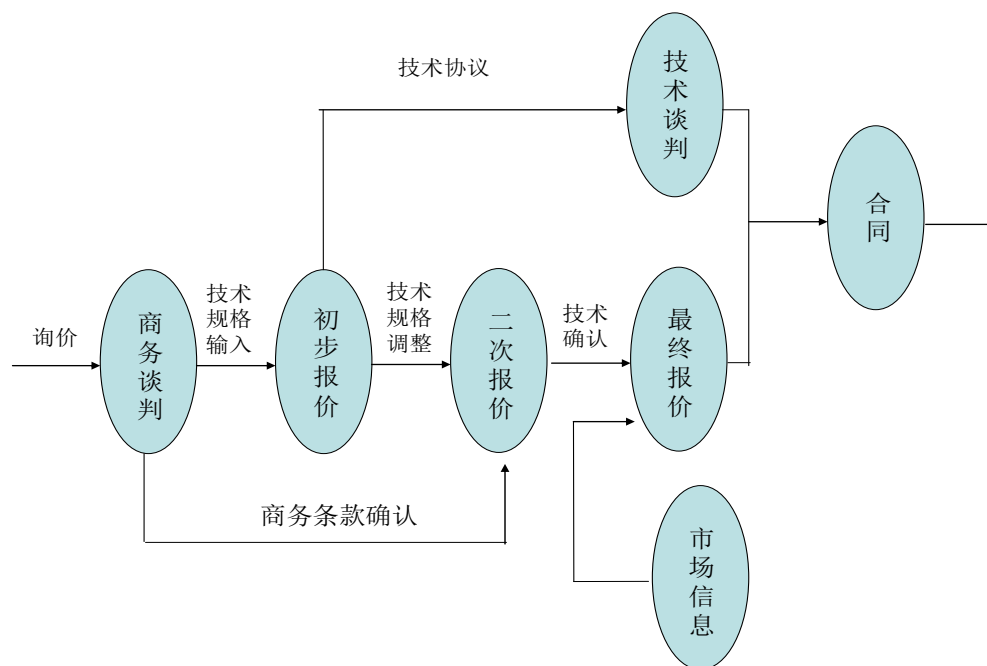 技术协议
技术谈判
合同
询价
商务谈判
技术
规格
输入
初步报价
技术
规格
调整
二次报价
技术
确认
最终报价
商务条款确认
市场信息